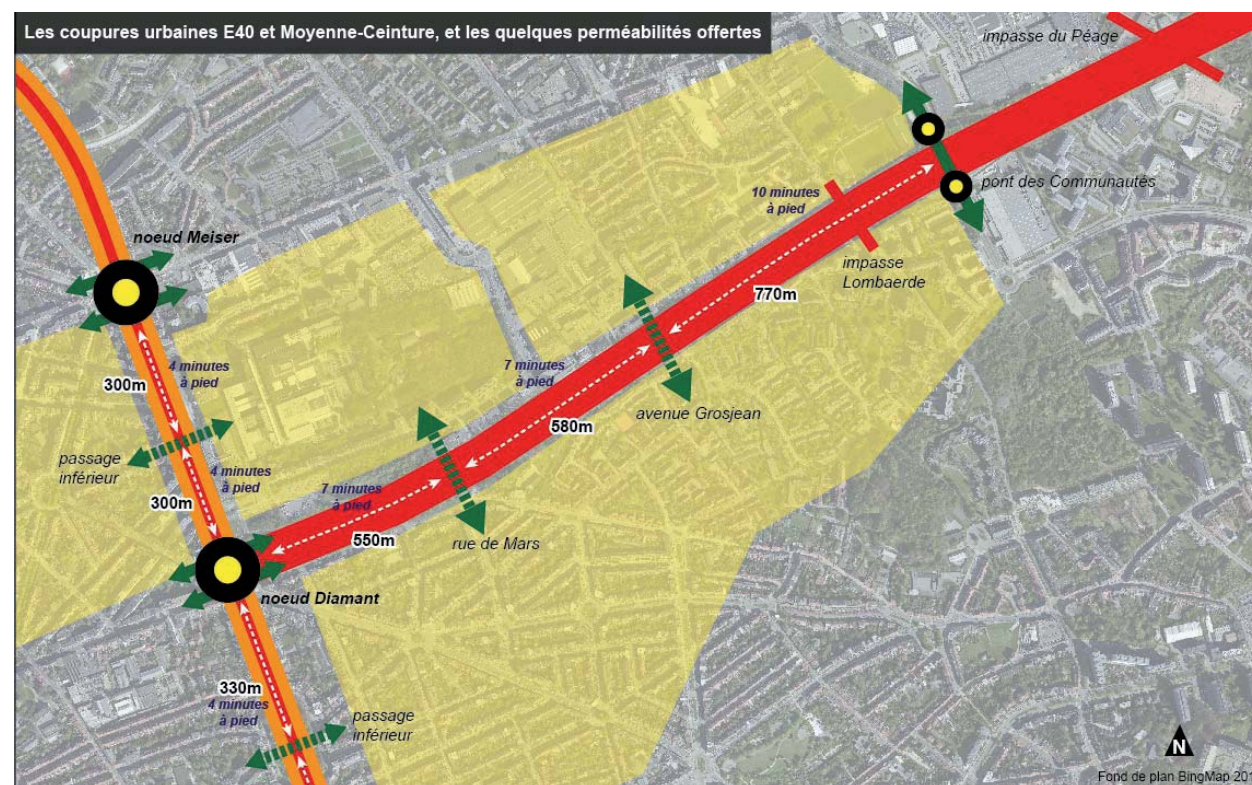 Les coupures urbaines E40 et Moyenne-Ceinture, et les quelques perméabilités offertes
impasse du Péage
pont des Communautés
10 minutes
à pied
noeud Meiser
impasse
Lombaerde
770m
4 minutes
à pied
300m
7 minutes
à pied
avenue Grosjean
580m
passage
inférieur
4 minutes
à pied
300m
7 minutes
à pied
550m
rue de Mars
noeud Diamant
330m
4 minutes
à pied
passage
inférieur
N
Fond de plan BingMap 201